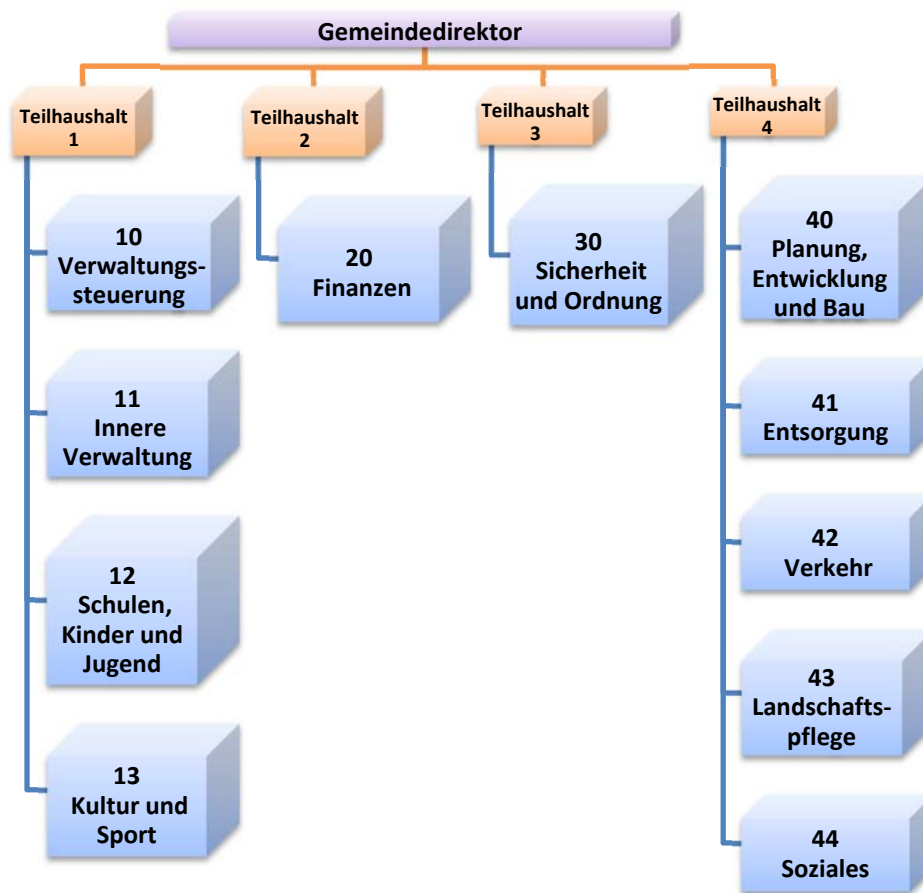 Gemeindedirektor
Teilhaushalt
1
Teilhaushalt
2
Teilhaushalt
3
Teilhaushalt
4
10
Verwaltungs-
steuerung
11
Innere
Verwaltung
12
Schulen,
Kinder und
Jugend
13
Kultur und
Sport
20
Finanzen
30
Sicherheit
und Ordnung
40
Planung,
Entwicklung
und Bau
41
Entsorgung
42
Verkehr
43
Landschafts-
pflege
44
Soziales